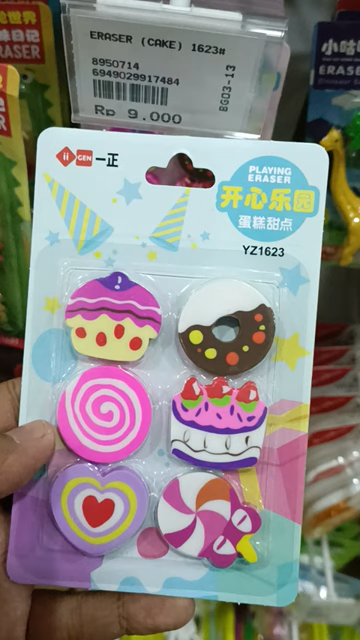 ERASER (CAKE) 1623#
8950714
6949029917484
Rp 9.000
BG03-13
ii GEN 一正
PLAYING
ERASER
开心乐园
蛋糕甜点
YZ1623
ERASER
小咕